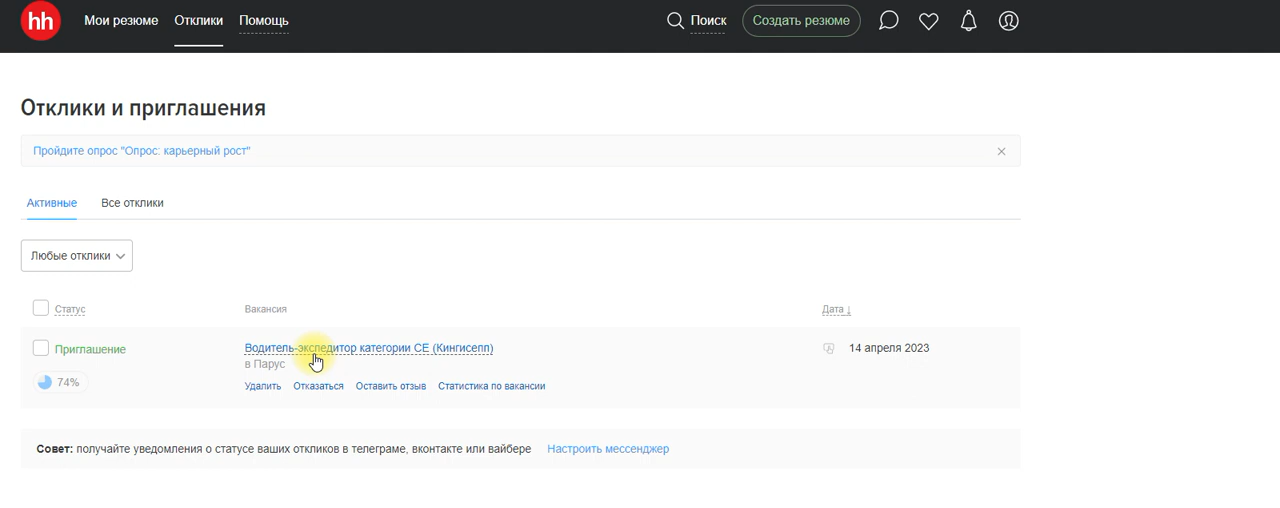 hh Мои резюме Отклики Помощь Поиск Создать резюме
Отклики и приглашения
Пройдите опрос "Опрос: карьерный рост"
Активные Все отклики
Любые отклики
Статус Вакансия Дата ↓
Приглашение Водитель-экспедитор категории СЕ (Кингисепп) 14 апреля 2023
в Парус
74% Удалить Отказаться Оставить отзыв Статистика по вакансии
Совет: получайте уведомления о статусе ваших откликов в телеграме, вконтакте или вайбере Настроить мессенджер